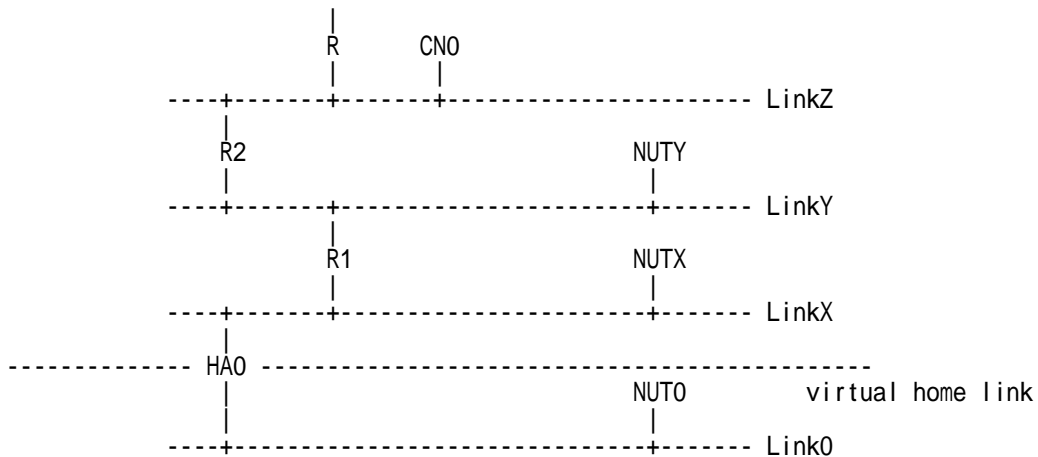 R CN0
LinkZ
R2 NUTY
LinkY
R1 NUTX
LinkX
HA0
NUT0 virtual home link
Link0